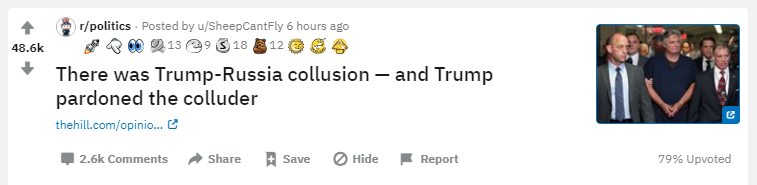 r/politics · Posted by u/SheepCantFly 6 hours ago
48.6k
13 9 18 12
There was Trump-Russia collusion — and Trump
pardoned the colluder
thehill.com/opinio...
2.6k Comments Share Save Hide Report 79% Upvoted